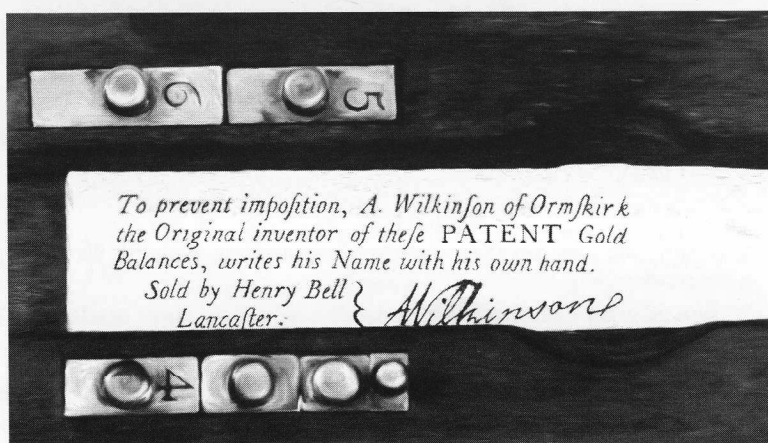 6 5
To prevent impoſition, A. Wilkinſon of Ormſkirk
the Original inventor of theſe PATENT Gold
Balances, writes his Name with his own hand.
Sold by Henry Bell }
Lancaſter.
AWilkinsone
4